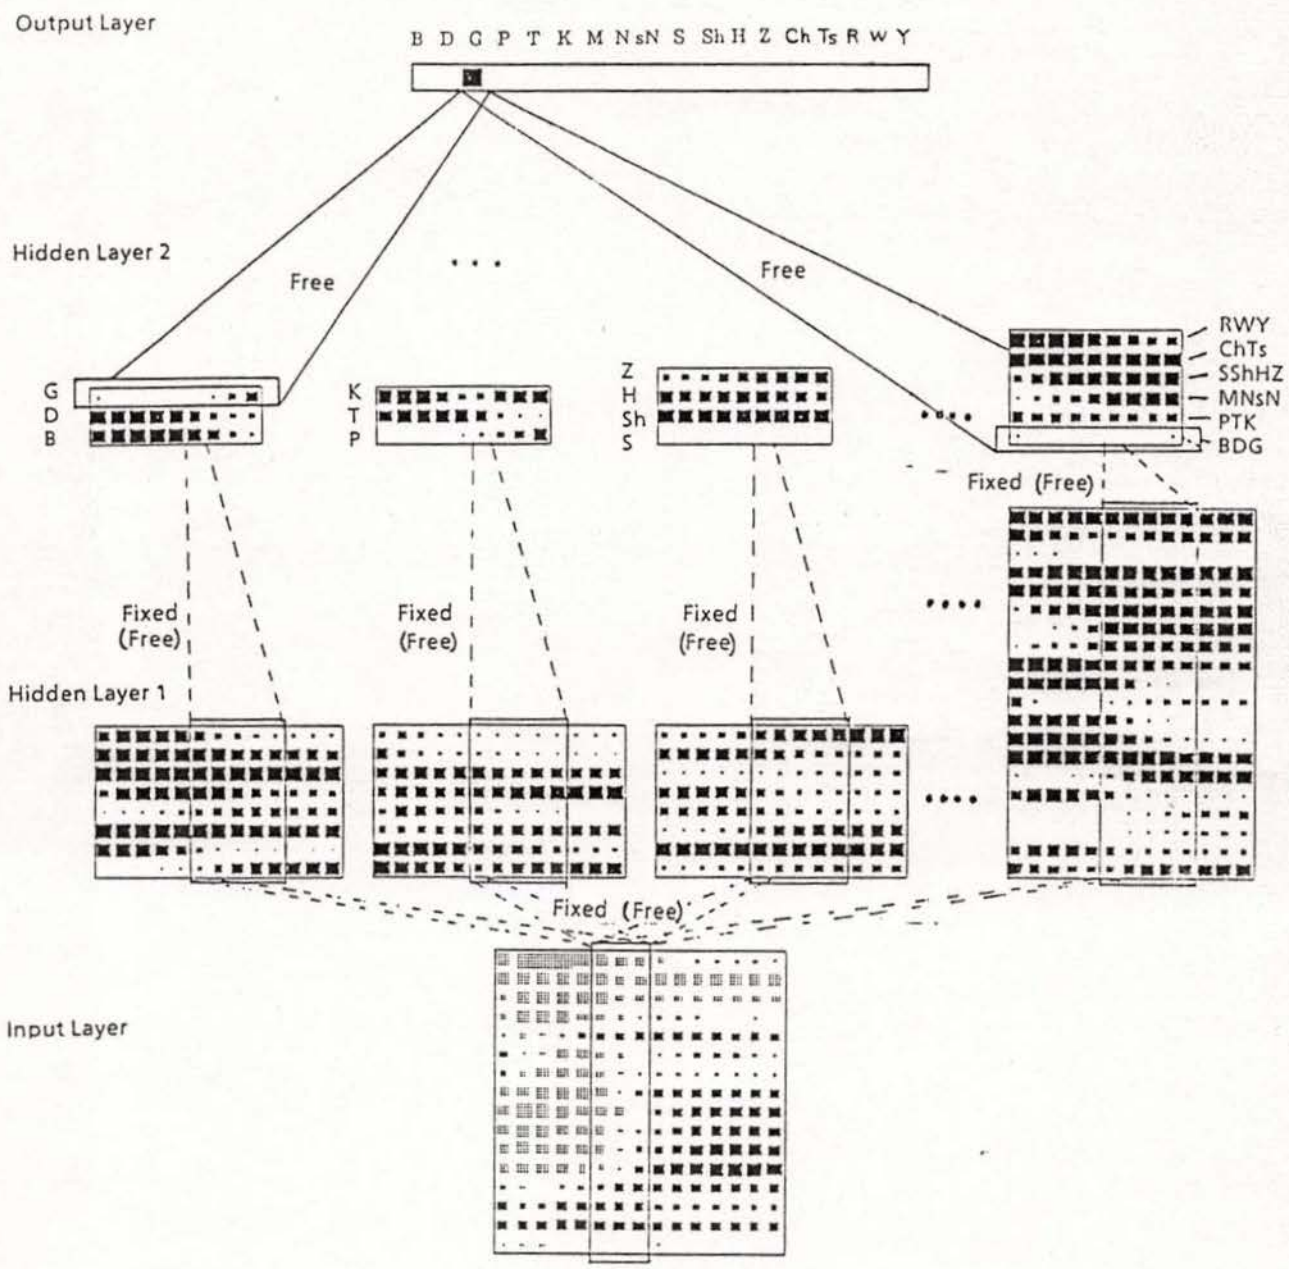 Output Layer
B D G P T K M N sN S Sh H Z Ch Ts R W Y
Hidden Layer 2
Free
Free
G
D
B
K
T
P
Z
H
Sh
S
RWY
ChTs
SShHZ
MNsN
PTK
BDG
Fixed (Free)
Fixed
(Free)
Fixed
(Free)
Fixed
(Free)
Hidden Layer 1
Fixed (Free)
Input Layer